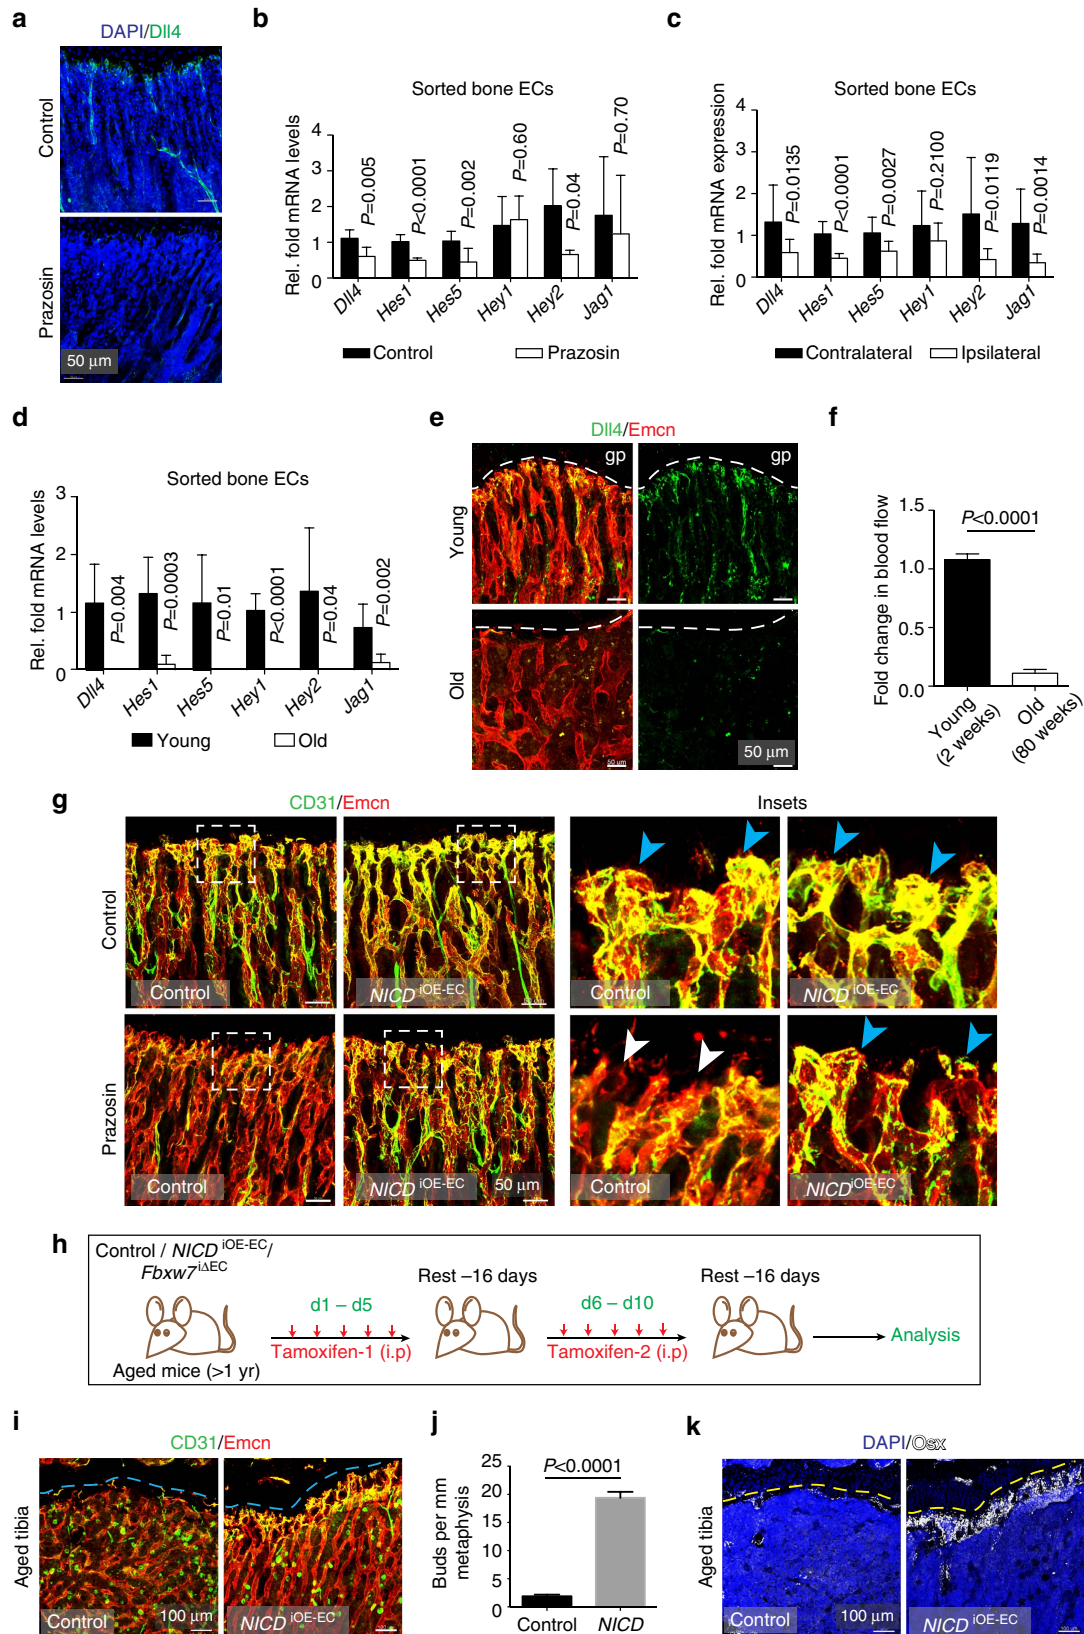 a
DAPI/Dll4
Control
Prazosin
50 μm
b
Sorted bone ECs
Rel. fold mRNA levels
4
3
2
1
0
P=0.005
P<0.0001
P=0.002
P=0.60
P=0.04
P=0.70
Dll4
Hes1
Hes5
Hey1
Hey2
Jag1
Control
Prazosin
c
Sorted bone ECs
Rel. fold mRNA expression
4
3
2
1
0
P=0.0135
P<0.0001
P=0.0027
P=0.2100
P=0.0119
P=0.0014
Dll4
Hes1
Hes5
Hey1
Hey2
Jag1
Contralateral
Ipsilateral
d
Sorted bone ECs
Rel. fold mRNA levels
3
2
1
0
P=0.004
P=0.0003
P=0.01
P<0.0001
P=0.04
P=0.002
Dll4
Hes1
Hes5
Hey1
Hey2
Jag1
Young
Old
e
Dll4/Emcn
gp
gp
Young
Old
50 μm
50 μm
f
Fold change in blood flow
1.5
1.0
0.5
0.0
P<0.0001
Young
(2 weeks)
Old
(80 weeks)
g
CD31/Emcn
Insets
Control
Control
NICD iOE-EC
Control
NICD iOE-EC
Prazosin
Control
NICD iOE-EC
50 μm
Control
NICD iOE-EC
h
Control / NICD iOE-EC/
Fbxw7 iΔEC
Aged mice (>1 yr)
d1 – d5
Tamoxifen-1 (i.p)
Rest –16 days
d6 – d10
Tamoxifen-2 (i.p)
Rest –16 days
Analysis
i
CD31/Emcn
Aged tibia
Control
100 μm
NICD iOE-EC
j
Buds per mm
metaphysis
25
20
15
10
5
0
P<0.0001
Control
NICD
k
DAPI/Osx
Aged tibia
Control
100 μm
NICD iOE-EC